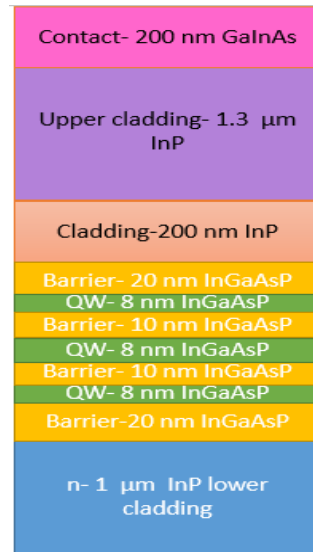 Contact- 200 nm GaInAs
Upper cladding- 1.3 μm
InP
Cladding-200 nm InP
Barrier- 20 nm InGaAsP
QW- 8 nm InGaAsP
Barrier- 10 nm InGaAsP
QW- 8 nm InGaAsP
Barrier- 10 nm InGaAsP
QW- 8 nm InGaAsP
Barrier-20 nm InGaAsP
n- 1 μm InP lower
cladding